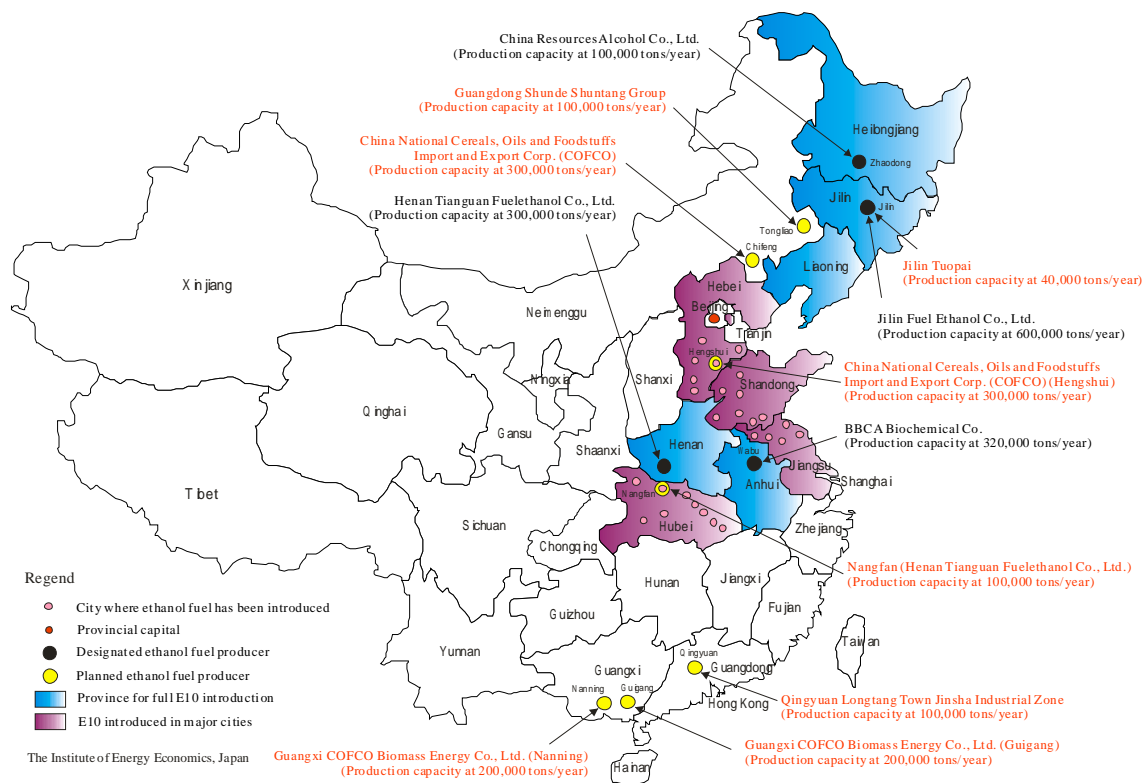 China Resources Alcohol Co., Ltd.
(Production capacity at 100,000 tons/year)
Guangdong Shunde Shuntang Group
(Production capacity at 100,000 tons/year)
China National Cereals, Oils and Foodstuffs
Import and Export Corp. (COFCO)
(Production capacity at 300,000 tons/year)
Henan Tianguan Fuelethanol Co., Ltd.
(Production capacity at 300,000 tons/year)
Heilongjiang
Zhaodong
Jilin
Jilin
Tongliao
Chifeng
Liaoning
Jilin Tuopai
(Production capacity at 40,000 tons/year)
Xinjiang
Hebei
Neimenggu
Beijing
Tianjin
Jilin Fuel Ethanol Co., Ltd.
(Production capacity at 600,000 tons/year)
Hengshui
Shanxi
Shandong
China National Cereals, Oils and Foodstuffs
Import and Export Corp. (COFCO) (Hengshui)
(Production capacity at 300,000 tons/year)
Ningxia
Qinghai
Gansu
Shaanxi
Henan
Wabu
BBCA Biochemical Co.
(Production capacity at 320,000 tons/year)
Jiangsu
Anhui
Shanghai
Tibet
Nangfan
Sichuan
Hubei
Zhejiang
Chongqing
Nangfan (Henan Tianguan Fuelethanol Co., Ltd.)
(Production capacity at 100,000 tons/year)
Regend
City where ethanol fuel has been introduced
Provincial capital
Designated ethanol fuel producer
Planted ethanol fuel producer
Province for full E10 introduction
E10 introduced in major cities
The Institute of Energy Economics, Japan
Hunan
Jiangxi
Guizhou
Fujian
Taiwan
Yunnan
Qingyuan
Guangxi
Guangdong
Nanning
Guigang
Hong Kong
Qingyuan Longtang Town Jinsha Industrial Zone
(Production capacity at 100,000 tons/year)
Guangxi COFCO Biomass Energy Co., Ltd. (Nanning)
(Production capacity at 200,000 tons/year)
Guangxi COFCO Biomass Energy Co., Ltd. (Guigang)
(Production capacity at 200,000 tons/year)
Hainan